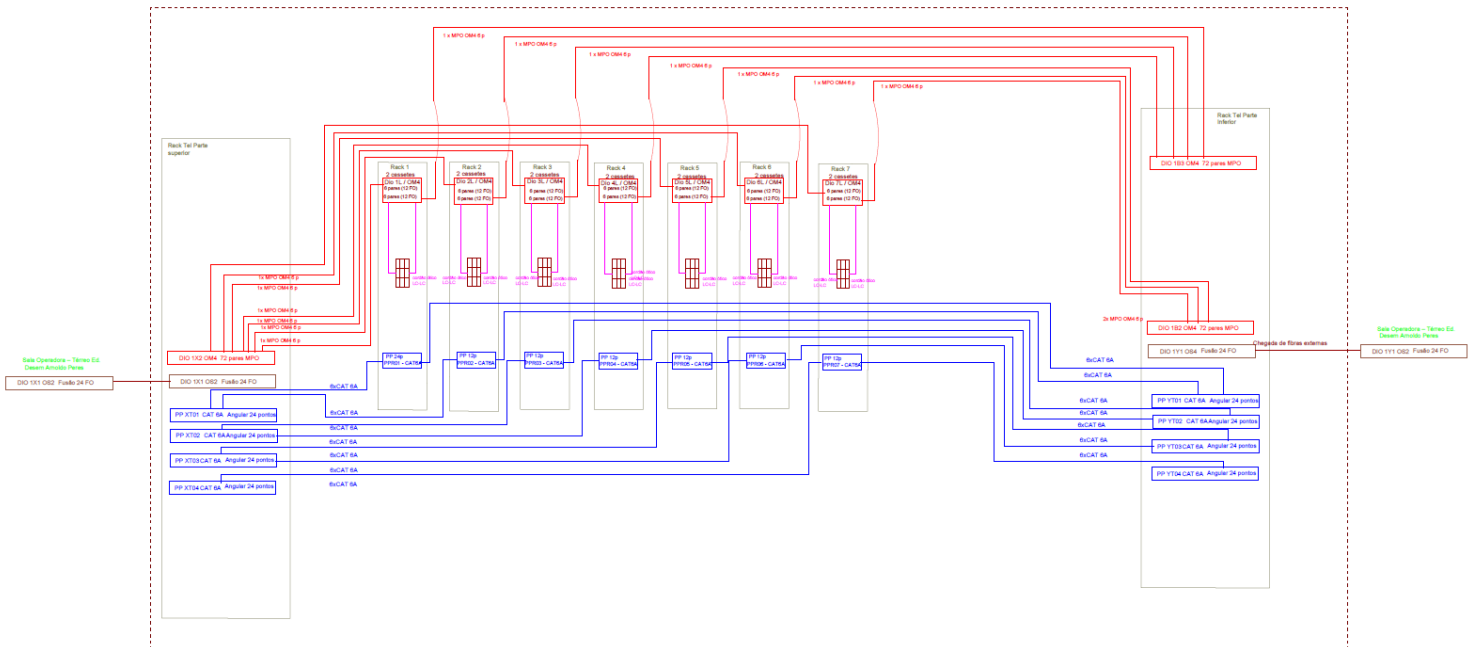 1 x MPO OM4 6 p
1 x MPO OM4 6 p
1 x MPO OM4 6 p
1 x MPO OM4 6 p
1 x MPO OM4 6 p
1 x MPO OM4 6 p
1 x MPO OM4 6 p
Rack Tel Parte
superior
Rack Tel Parte
Inferior
DIO 1B3 OM4 72 pares MPO
Rack 1
2 cassetes
Dio 1L / OM4
6 pares (12 FO)
6 pares (12 FO)
Rack 2
2 cassetes
Dio 2L / OM4
6 pares (12 FO)
6 pares (12 FO)
Rack 3
2 cassetes
Dio 3L / OM4
6 pares (12 FO)
6 pares (12 FO)
Rack 4
2 cassetes
Dio 4L / OM4
6 pares (12 FO)
6 pares (12 FO)
Rack 5
2 cassetes
Dio 5L / OM4
6 pares (12 FO)
6 pares (12 FO)
Rack 6
2 cassetes
Dio 6L / OM4
6 pares (12 FO)
6 pares (12 FO)
Rack 7
2 cassetes
Dio 7L / OM4
6 pares (12 FO)
6 pares (12 FO)
LC-LC
LC-LC
LC-LC
LC-LC
LC-LC
LC-LC
LC-LC
1x MPO OM4 6 p
1x MPO OM4 6 p
1x MPO OM4 6 p
1x MPO OM4 6 p
1x MPO OM4 6 p
1x MPO OM4 6 p
2x MPO OM4 6 p
DIO 1X2 OM4 72 pares MPO
DIO 1B2 OM4 72 pares MPO
Sala Operadora – Térreo Ed.
Desem Arnoldo Peres.
DIO 1X1 OS2 Fusão 24 FO
DIO 1X1 OS2 Fusão 24 FO
DIO 1Y1 OS4 Fusão 24 FO
Chegada de fibras externas
Sala Operadora – Térreo Ed.
Desem Arnoldo Peres.
DIO 1Y1 OS2 Fusão 24 FO
PP 24p
PPR01 - CAT6A
PP 12p
PPR02 - CAT6A
PP 12p
PPR03 - CAT6A
PP 12p
PPR04 - CAT6A
PP 12p
PPR05 - CAT6A
PP 12p
PPR06 - CAT6A
PP 12p
PPR07 - CAT6A
6xCAT 6A
6xCAT 6A
6xCAT 6A
6xCAT 6A
6xCAT 6A
6xCAT 6A
6xCAT 6A
6xCAT 6A
6xCAT 6A
6xCAT 6A
6xCAT 6A
6xCAT 6A
6xCAT 6A
6xCAT 6A
PP XT01 CAT 6A Angular 24 pontos
PP XT02 CAT 6A Angular 24 pontos
PP XT03 CAT 6A Angular 24 pontos
PP XT04 CAT 6A Angular 24 pontos
PP YT01 CAT 6A Angular 24 pontos
PP YT02 CAT 6A Angular 24 pontos
PP YT03 CAT 6A Angular 24 pontos
PP YT04 CAT 6A Angular 24 pontos